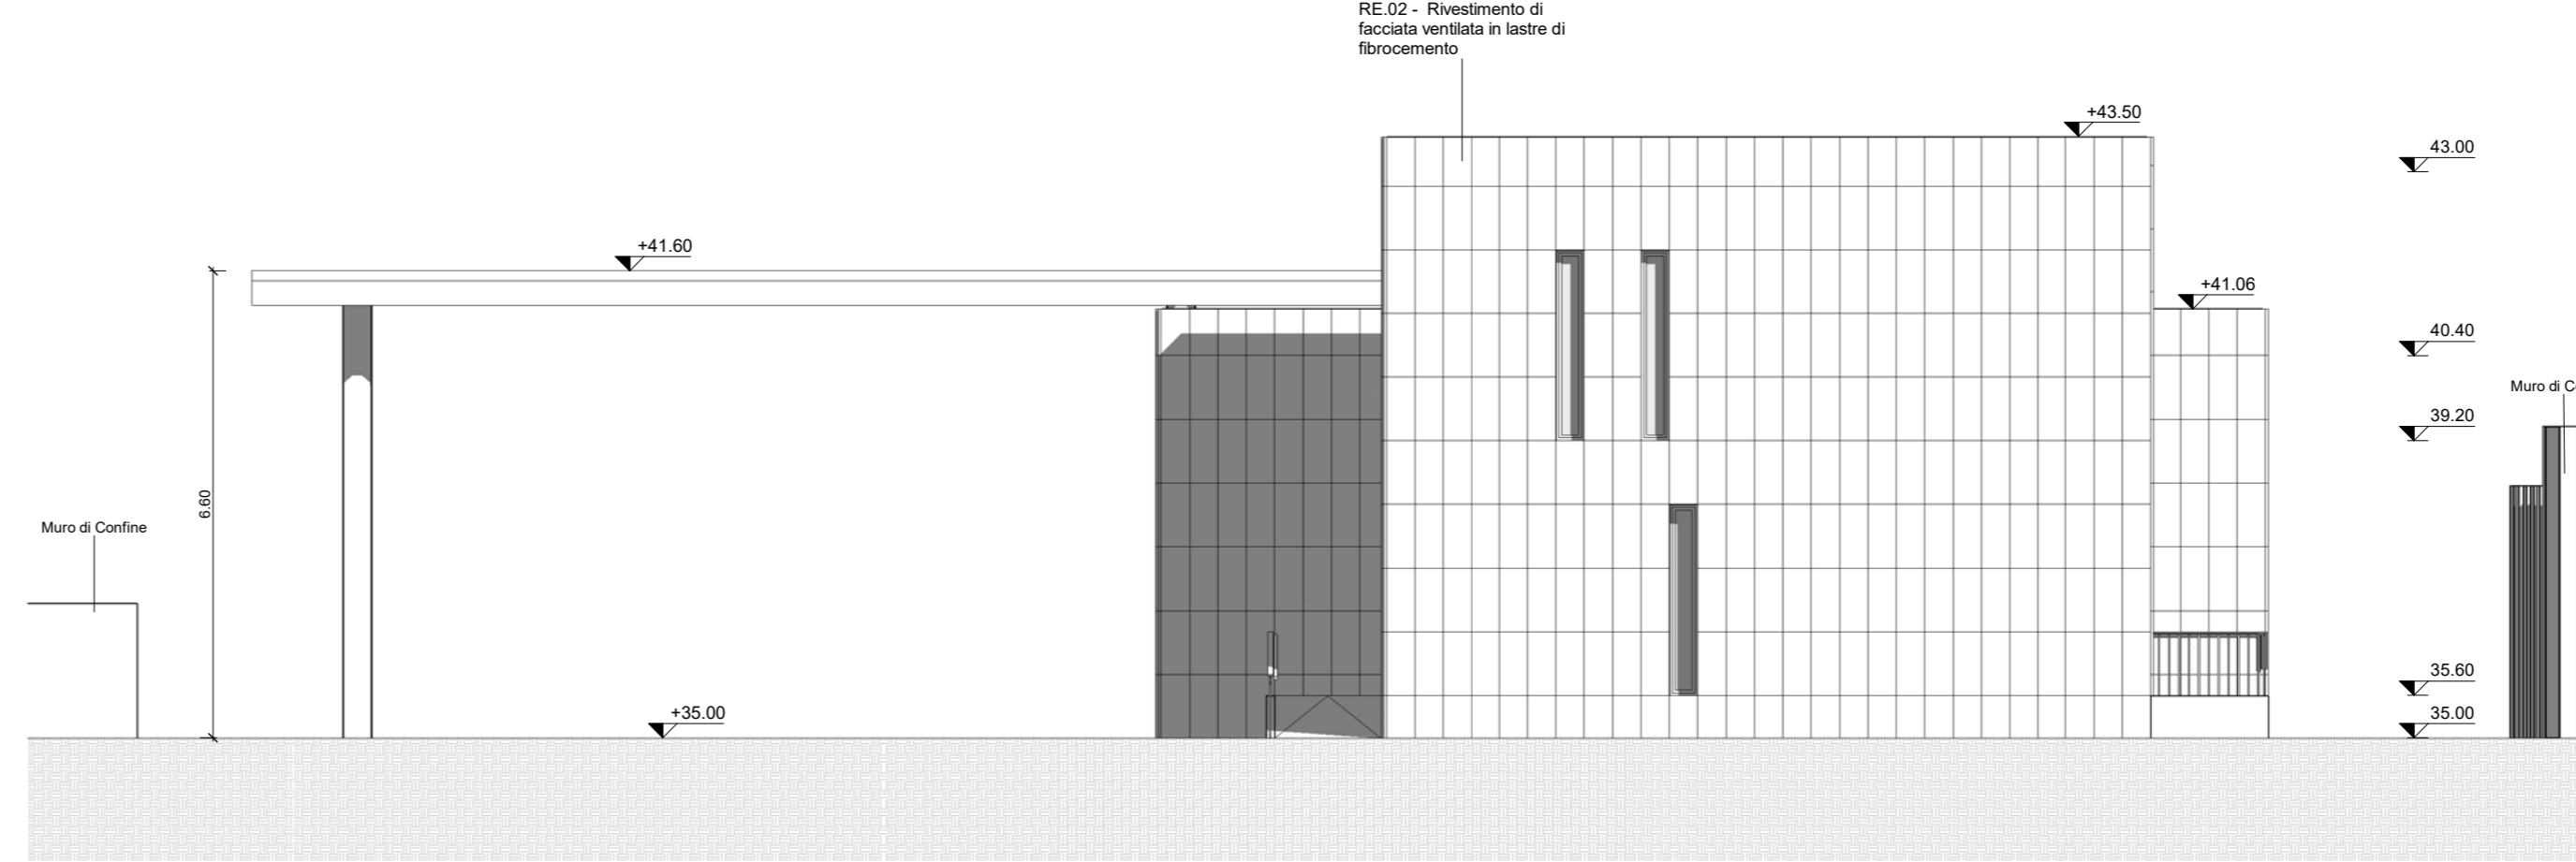 RE.02 - Rivestimento di
facciata ventilata in lastre di
fibrocemento
+43.50
43.00
+41.60
+41.06
40.40
Muro di C
39.20
6.60
Muro di Confine
35.60
+35.00
35.00